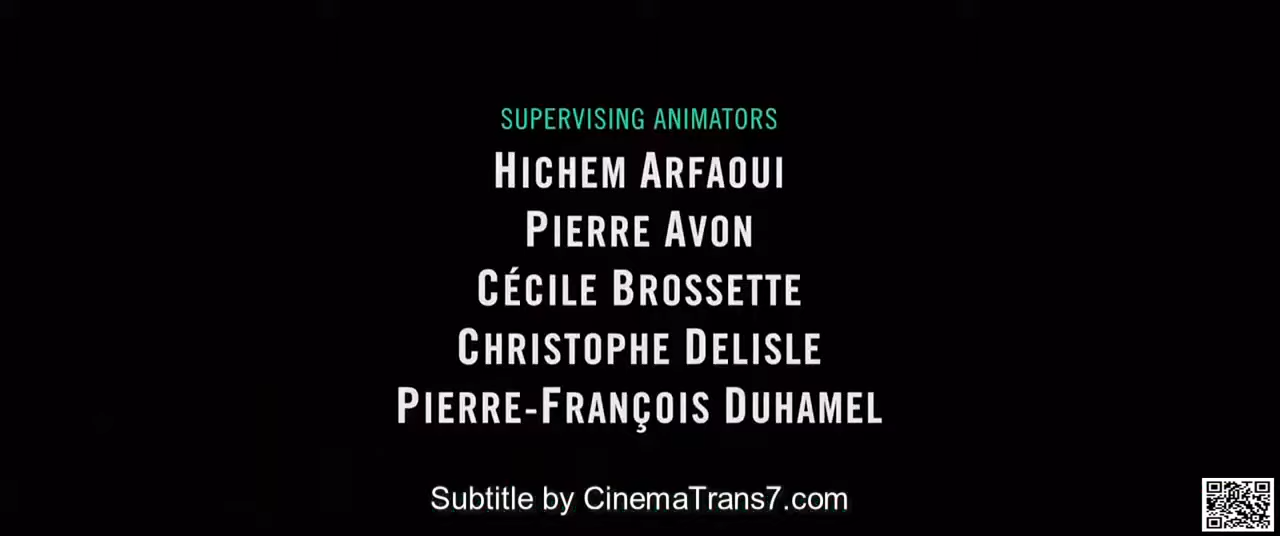 SUPERVISING ANIMATORS
HICHEM ARFAOUI
PIERRE AVON
CÉCILE BROSSETTE
CHRISTOPHE DELISLE
PIERRE-FRANÇOIS DUHAMEL
Subtitle by CinemaTrans7.com